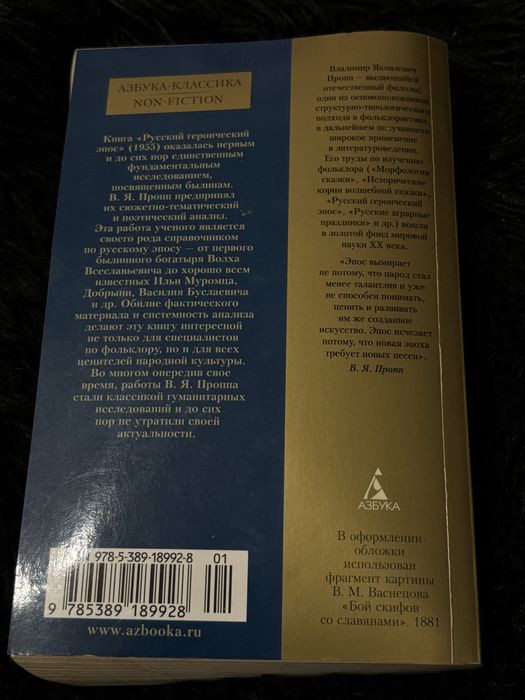 АЗБУКА-КЛАССИКА
NON-FICTION
Книга «Русский героический
эпос» (1955) оказалась первым
и до сих пор единственным
фундаментальным
исследованием,
посвященным былинам.
В. Я. Пропп предпринял
их сюжетно-тематический
и поэтический анализ.
Эта работа ученого является
своего рода справочником
по русскому эпосу — от первого
былинного богатыря Волха
Всеславьевича до хорошо всем
известных Ильи Муромца,
Добрыни, Василия Буслаевича
и др. Обилие фактического
материала и системность анализа
делают эту книгу интересной
не только для специалистов
по фольклору, но и для всех
ценителей народной культуры.
Во многом опередив свое
время, работы В. Я. Проппа
стали классикой гуманитарных
исследований и до сих
пор не утратили своей
актуальности.
978-5-389-18992-8
01
9 785389 189928
www.azbooka.ru
Владимир Яковлевич
Пропп — выдающийся
отечественный филолог,
один из основоположников
структурно-типологического
подхода в фольклористике,
в дальнейшем получившего
широкое применение
в литературоведении.
Его труды по изучению
фольклора («Морфология
сказки», «Исторические
корни волшебной сказки»,
«Русский героический
эпос», «Русские аграрные
праздники» и др.) вошли
в золотой фонд мировой
науки XX века.
«Эпос вымирает
не потому, что народ стал
менее талантлив и уже
не способен понимать,
ценить и развивать
им же созданное
искусство. Эпос исчезает
потому, что новая эпоха
требует новых песен».
В. Я. Пропп
АЗБУКА
В оформлении
обложки
использован
фрагмент картины
В. М. Васнецова
«Бой скифов
со славянами». 1881